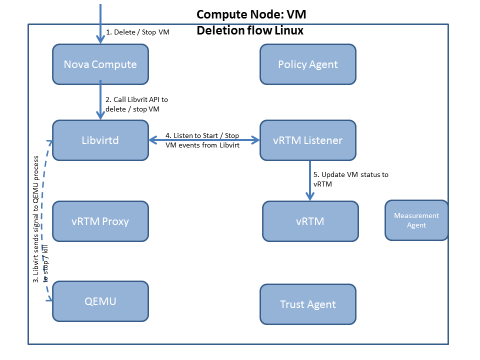 Compute Node: VM
Deletion flow Linux
1. Delete / Stop VM
Nova Compute
Policy Agent
2. Call Libvrit API to
delete / stop VM
Libvirtd
4. Listen to Start / Stop
VM events from Libvirt
vRTM Listener
5. Update VM status to
vRTM
3. Libvirt sends signal to QEMU process
to stop / kill
vRTM Proxy
vRTM
Measurement
Agent
QEMU
Trust Agent